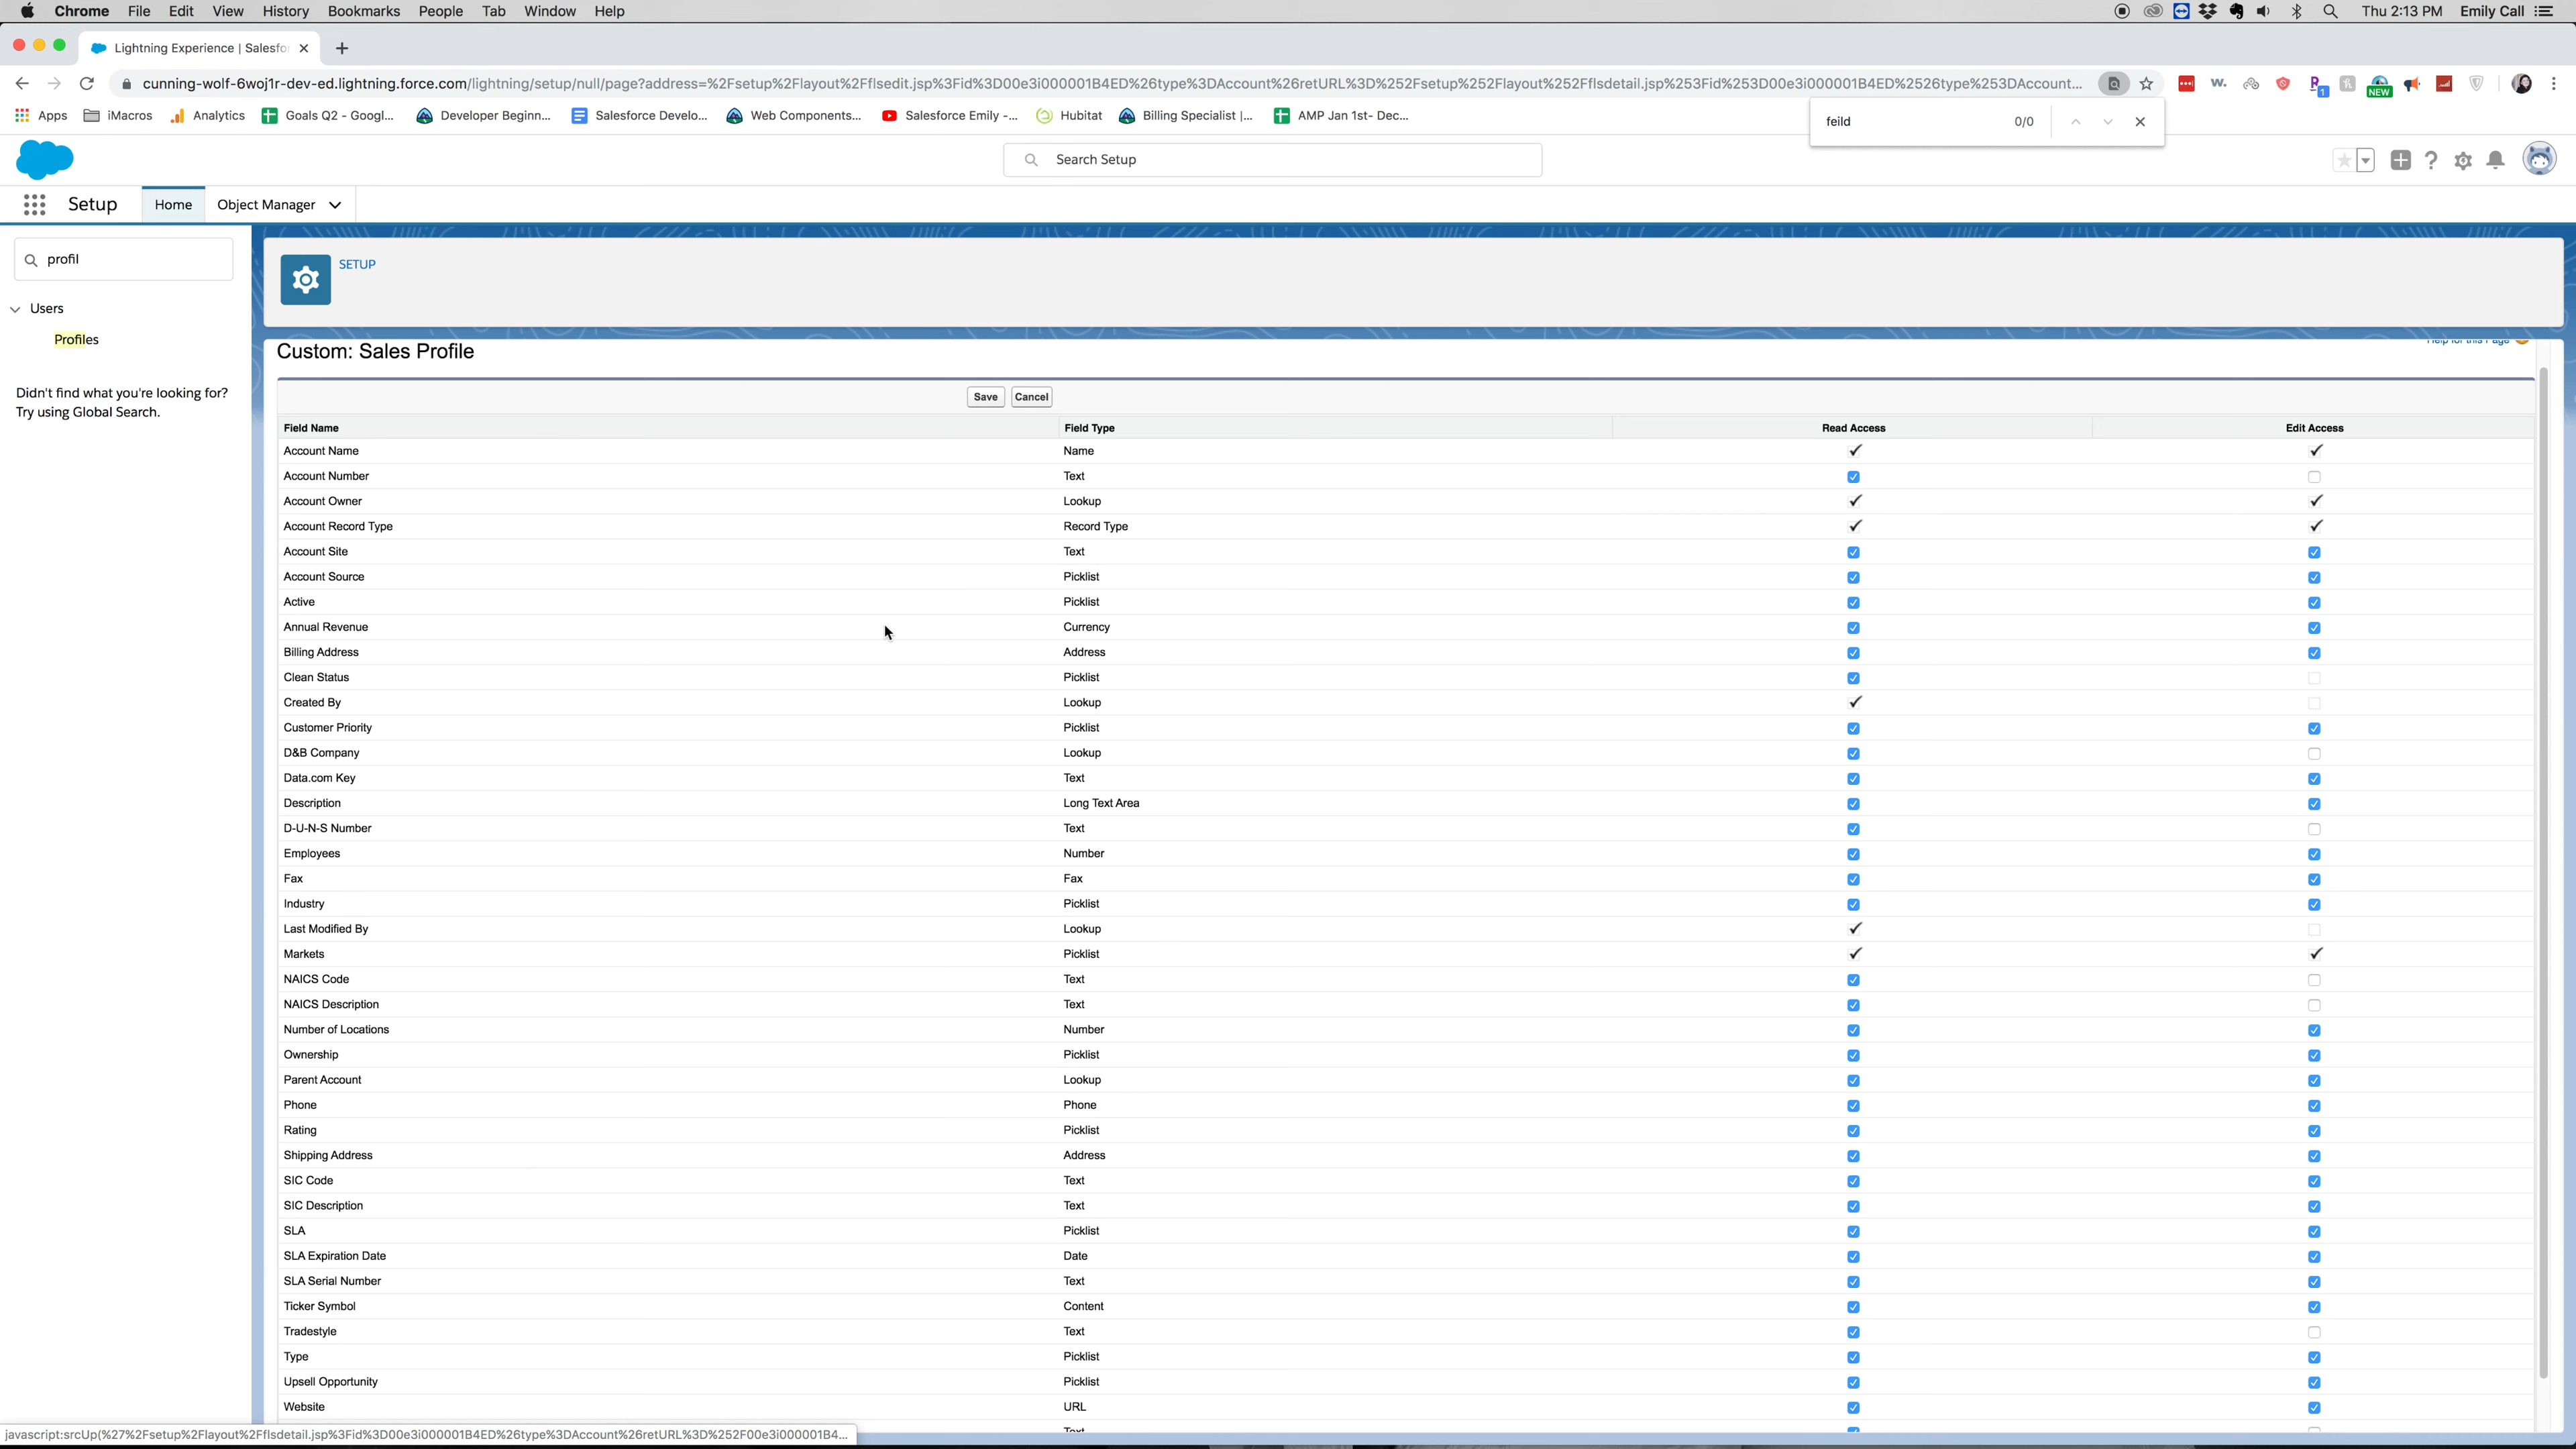 Chrome File Edit View History Bookmarks People Tab Window Help Thu 2:13 PM Emily Call
Lightning Experience | Salesfor
cunning-wolf-6woj1r-dev-ed.lightning.force.com/lightning/setup/null/page?address=%2Fsetup%2Flayout%2Fflsedit.jsp%3Fid%3D00e3i000001B4ED%26type%3DAccount%26retURL%3D%252Fsetup%252Flayout%252Fflsdetail.jsp%253Fid%253D00e3i000001B4ED%2526type%253DAccount...
NEW
1
Apps iMacros Analytics Goals Q2 - Googl... Developer Beginn... Salesforce Develo... Web Components... Salesforce Emily -... Hubitat Billing Specialist |... AMP Jan 1st- Dec...
feild 0/0
Search Setup
Setup Home Object Manager
profil
SETUP
Users
Profiles
Didn't find what you're looking for?
Try using Global Search.
Help for this Page
Custom: Sales Profile
Save Cancel
Field Name Field Type Read Access Edit Access
Account Name Name
Account Number Text
Account Owner Lookup
Account Record Type Record Type
Account Site Text
Account Source Picklist
Active Picklist
Annual Revenue Currency
Billing Address Address
Clean Status Picklist
Created By Lookup
Customer Priority Picklist
D&B Company Lookup
Data.com Key Text
Description Long Text Area
D-U-N-S Number Text
Employees Number
Fax Fax
Industry Picklist
Last Modified By Lookup
Markets Picklist
NAICS Code Text
NAICS Description Text
Number of Locations Number
Ownership Picklist
Parent Account Lookup
Phone Phone
Rating Picklist
Shipping Address Address
SIC Code Text
SIC Description Text
SLA Picklist
SLA Expiration Date Date
SLA Serial Number Text
Ticker Symbol Content
Tradestyle Text
Type Picklist
Upsell Opportunity Picklist
Website URL
Text
javascript:srcUp(%27%2Fsetup%2Flayout%2Fflsdetail.jsp%3Fid%3D00e3i000001B4ED%26type%3DAccount%26retURL%3D%252F00e3i000001B4...